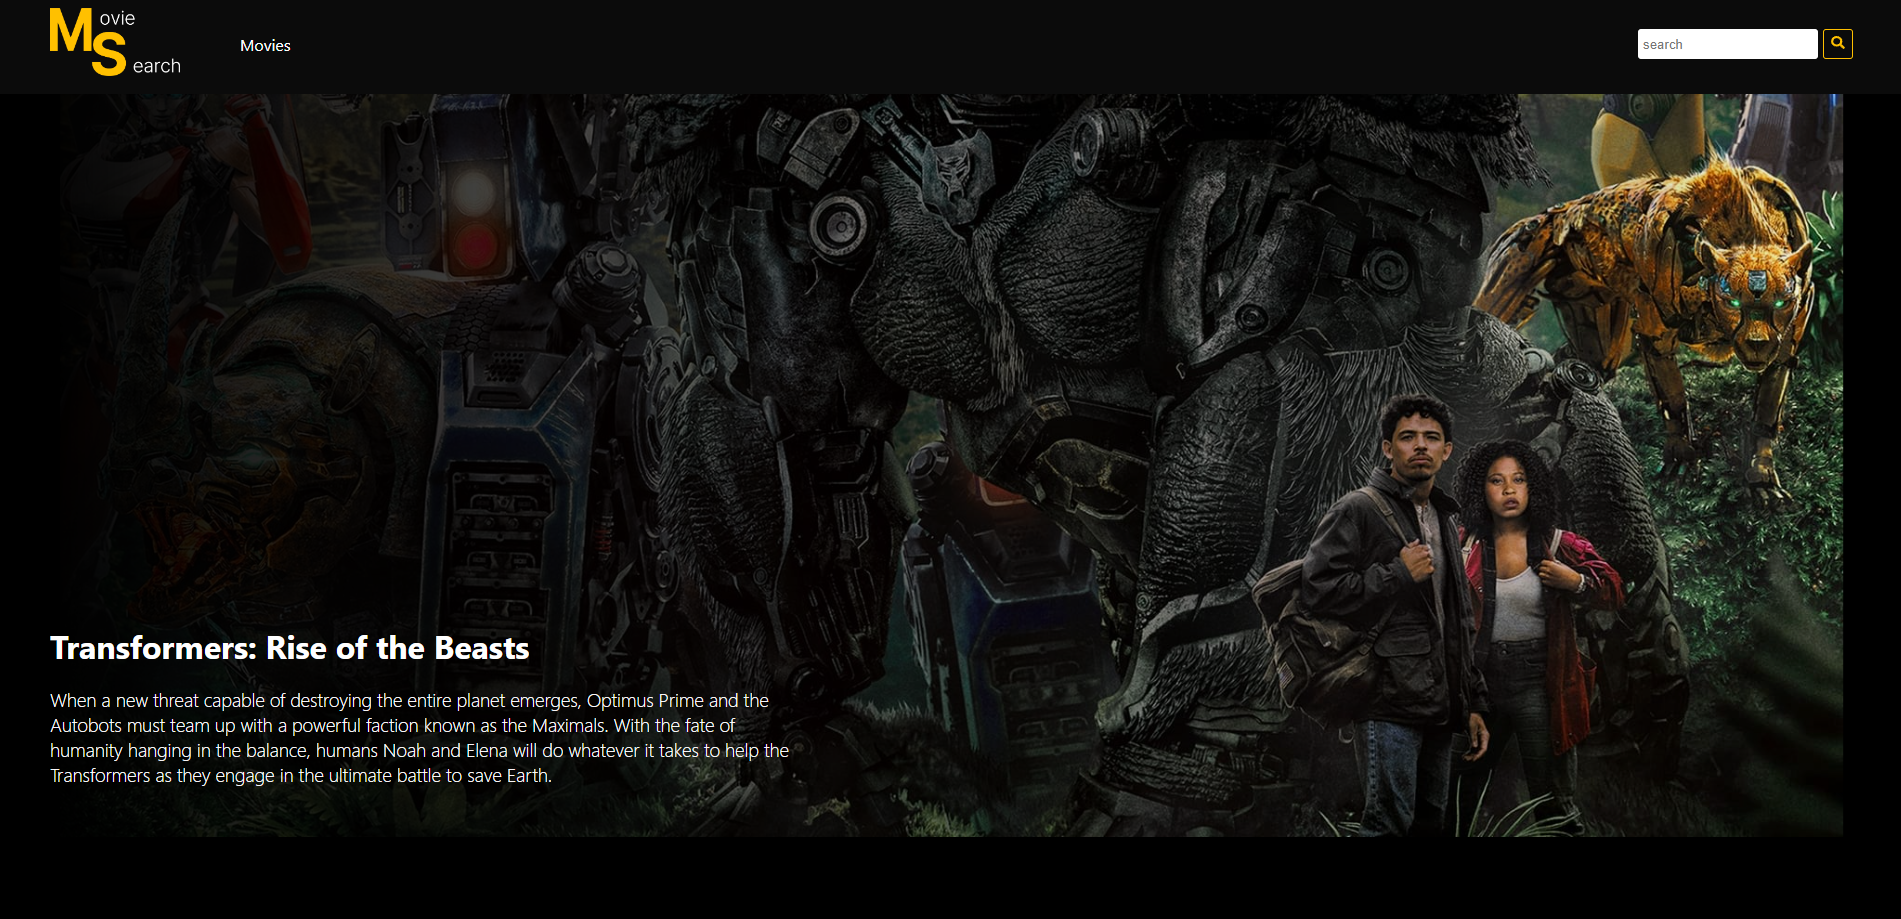 Movie
Search
Movies
search
Transformers: Rise of the Beasts
When a new threat capable of destroying the entire planet emerges, Optimus Prime and the
Autobots must team up with a powerful faction known as the Maximals. With the fate of
humanity hanging in the balance, humans Noah and Elena will do whatever it takes to help the
Transformers as they engage in the ultimate battle to save Earth.